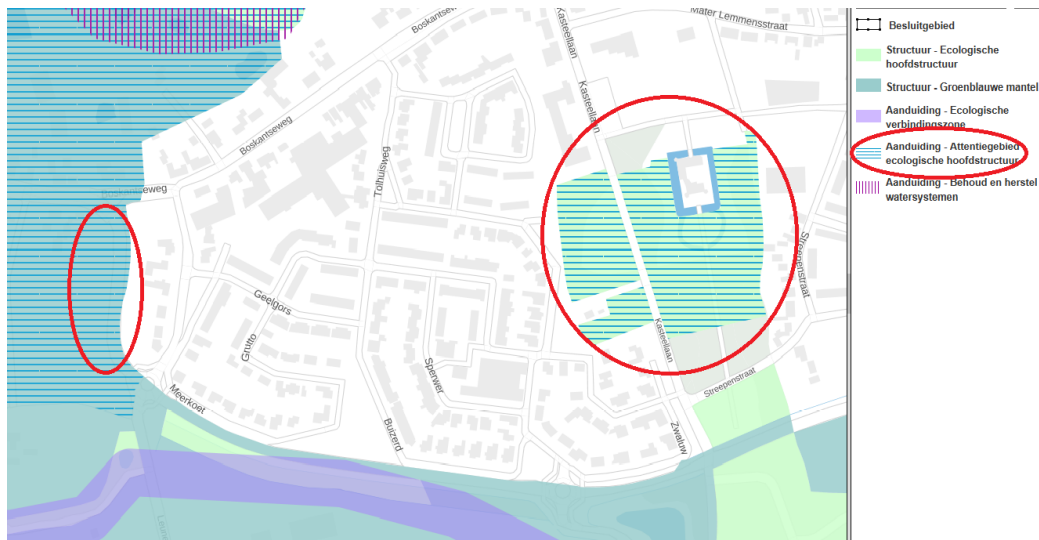 Boskantseweg
Kasteellaan
Mater Lemmensstraat
Kasteellaan
Boskantseweg
Tolhuisweg
Boskantseweg
Streepenstraat
Geelgors
Grutto
Kasteellaan
Sperwer
Meerkoet
Streepenstraat
Buizerd
Zwaluw
Besluitgebied
Structuur - Ecologische
hoofdstructuur
Structuur - Groenblauwe mantel
Aanduiding - Ecologische
verbindingszone
Aanduiding - Attentiegebied
ecologische hoofdstructuur
Aanduiding - Behoud en herstel
watersystemen